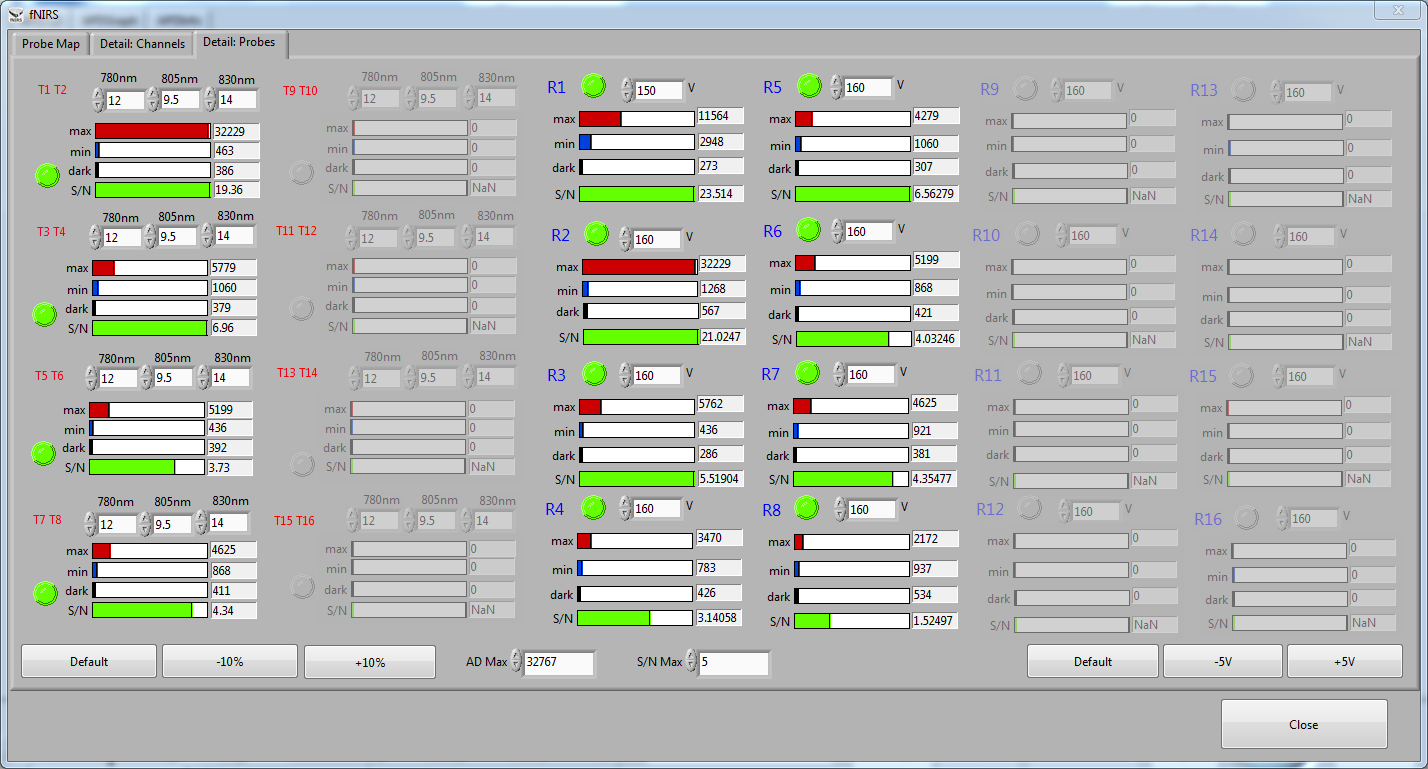 fNIRS
Probe Map
Detail: Channels
Detail: Probes
T1 T2
780nm 805nm 830nm
12 9.5 14
max 32229
min 463
dark 386
S/N 19.36
T3 T4
780nm 805nm 830nm
12 9.5 14
max 5779
min 1060
dark 379
S/N 6.96
T5 T6
780nm 805nm 830nm
12 9.5 14
max 5199
min 436
dark 392
S/N 3.73
T7 T8
780nm 805nm 830nm
12 9.5 14
max 4625
min 868
dark 411
S/N 4.34
T9 T10
780nm 805nm 830nm
12 9.5 14
max 0
min 0
dark 0
S/N NaN
T11 T12
780nm 805nm 830nm
12 9.5 14
max 0
min 0
dark 0
S/N NaN
T13 T14
780nm 805nm 830nm
12 9.5 14
max 0
min 0
dark 0
S/N NaN
T15 T16
780nm 805nm 830nm
12 9.5 14
max 0
min 0
dark 0
S/N NaN
R1 150 V
max 11564
min 2948
dark 273
S/N 23.514
R2 160 V
max 32229
min 1268
dark 567
S/N 21.0247
R3 160 V
max 5762
min 436
dark 286
S/N 5.51904
R4 160 V
max 3470
min 783
dark 426
S/N 3.14058
R5 160 V
max 4279
min 1060
dark 307
S/N 6.56279
R6 160 V
max 5199
min 868
dark 421
S/N 4.03246
R7 160 V
max 4625
min 921
dark 381
S/N 4.35477
R8 160 V
max 2172
min 937
dark 534
S/N 1.52497
R9 160 V
max 0
min 0
dark 0
S/N NaN
R10 160 V
max 0
min 0
dark 0
S/N NaN
R11 160 V
max 0
min 0
dark 0
S/N NaN
R12 160 V
max 0
min 0
dark 0
S/N NaN
R13 160 V
max 0
min 0
dark 0
S/N NaN
R14 160 V
max 0
min 0
dark 0
S/N NaN
R15 160 V
max 0
min 0
dark 0
S/N NaN
R16 160 V
max 0
min 0
dark 0
S/N NaN
Default
-10%
+10%
AD Max 32767
S/N Max 5
Default
-5V
+5V
Close